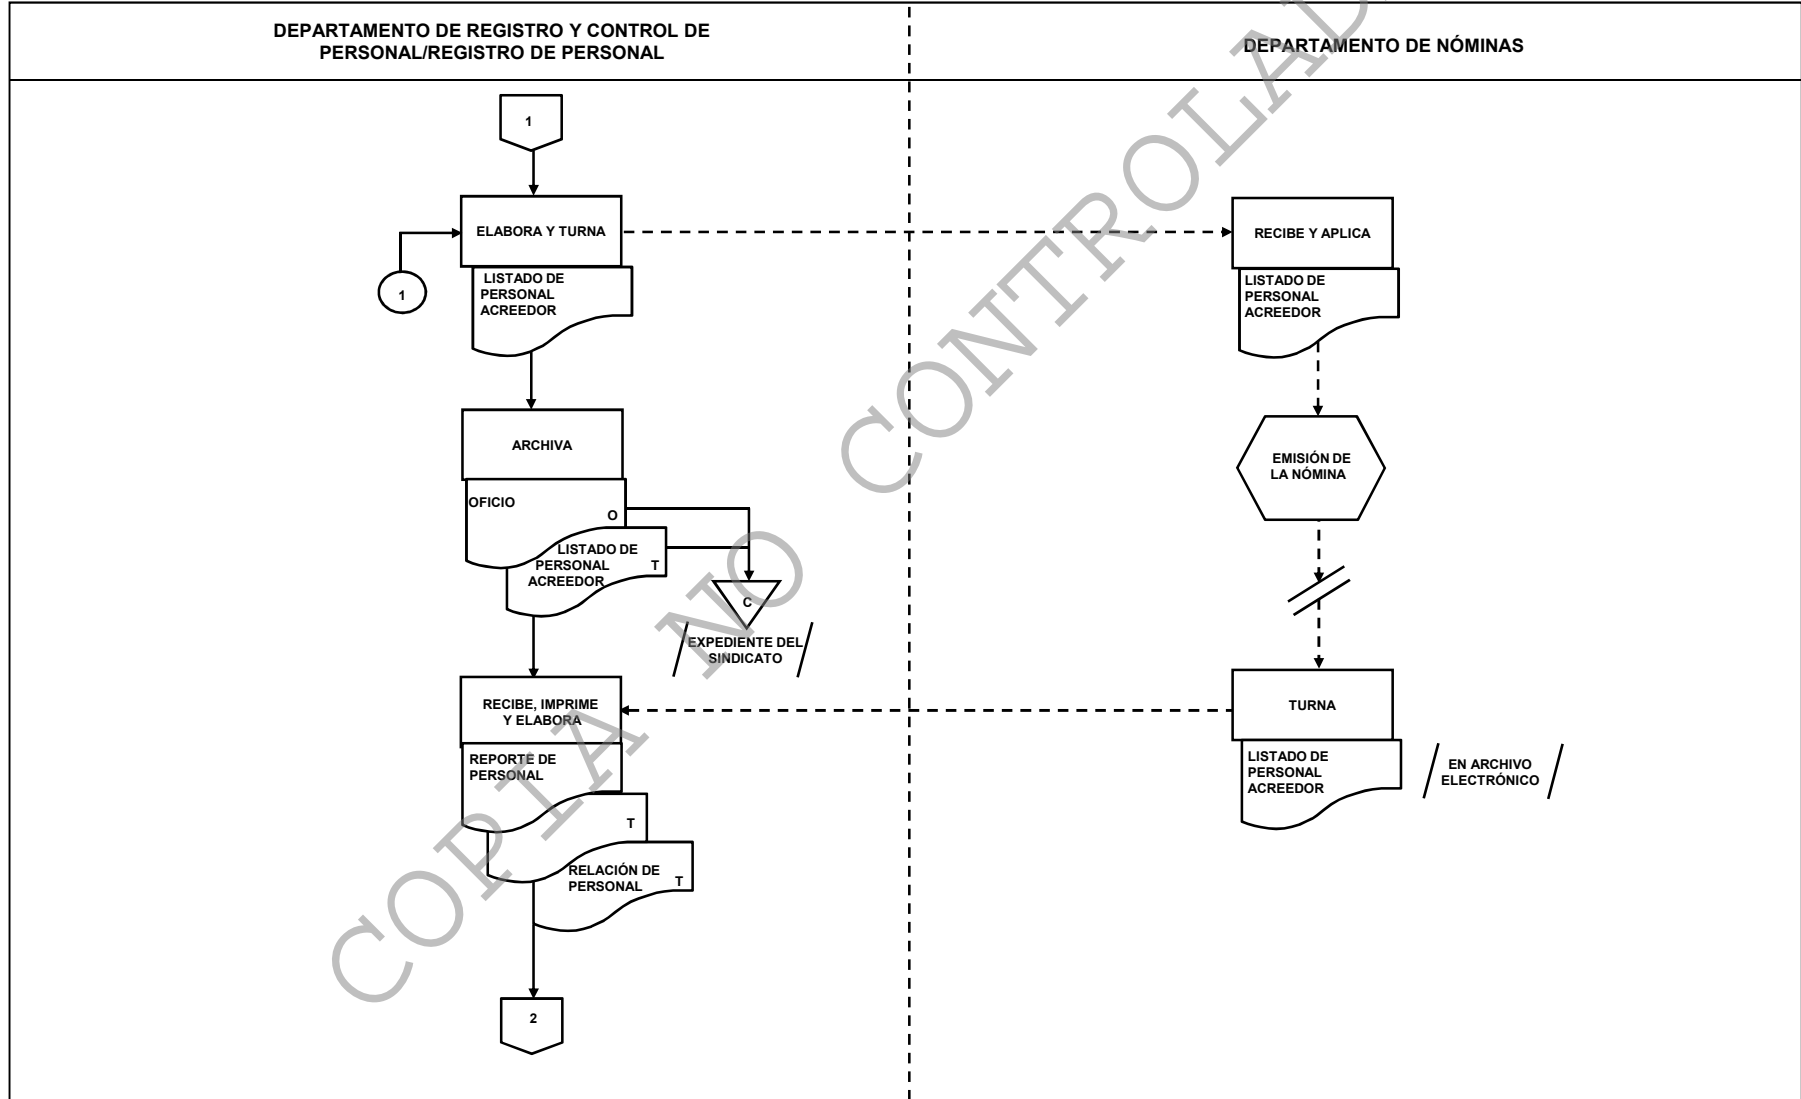 DEPARTAMENTO DE REGISTRO Y CONTROL DE
PERSONAL/REGISTRO DE PERSONAL
DEPARTAMENTO DE NÓMINAS
1
ELABORA Y TURNA
1
LISTADO DE
PERSONAL
ACREEDOR
RECIBE Y APLICA
LISTADO DE
PERSONAL
ACREEDOR
ARCHIVA
OFICIO
O
LISTADO DE
PERSONAL T
ACREEDOR
C
EXPEDIENTE DEL
SINDICATO
EMISIÓN DE
LA NÓMINA
RECIBE, IMPRIME
Y ELABORA
REPORTE DE
PERSONAL
T
RELACIÓN DE
PERSONAL T
TURNA
LISTADO DE
PERSONAL
ACREEDOR
EN ARCHIVO
ELECTRÓNICO
2
COPIA NO CONTROLAD